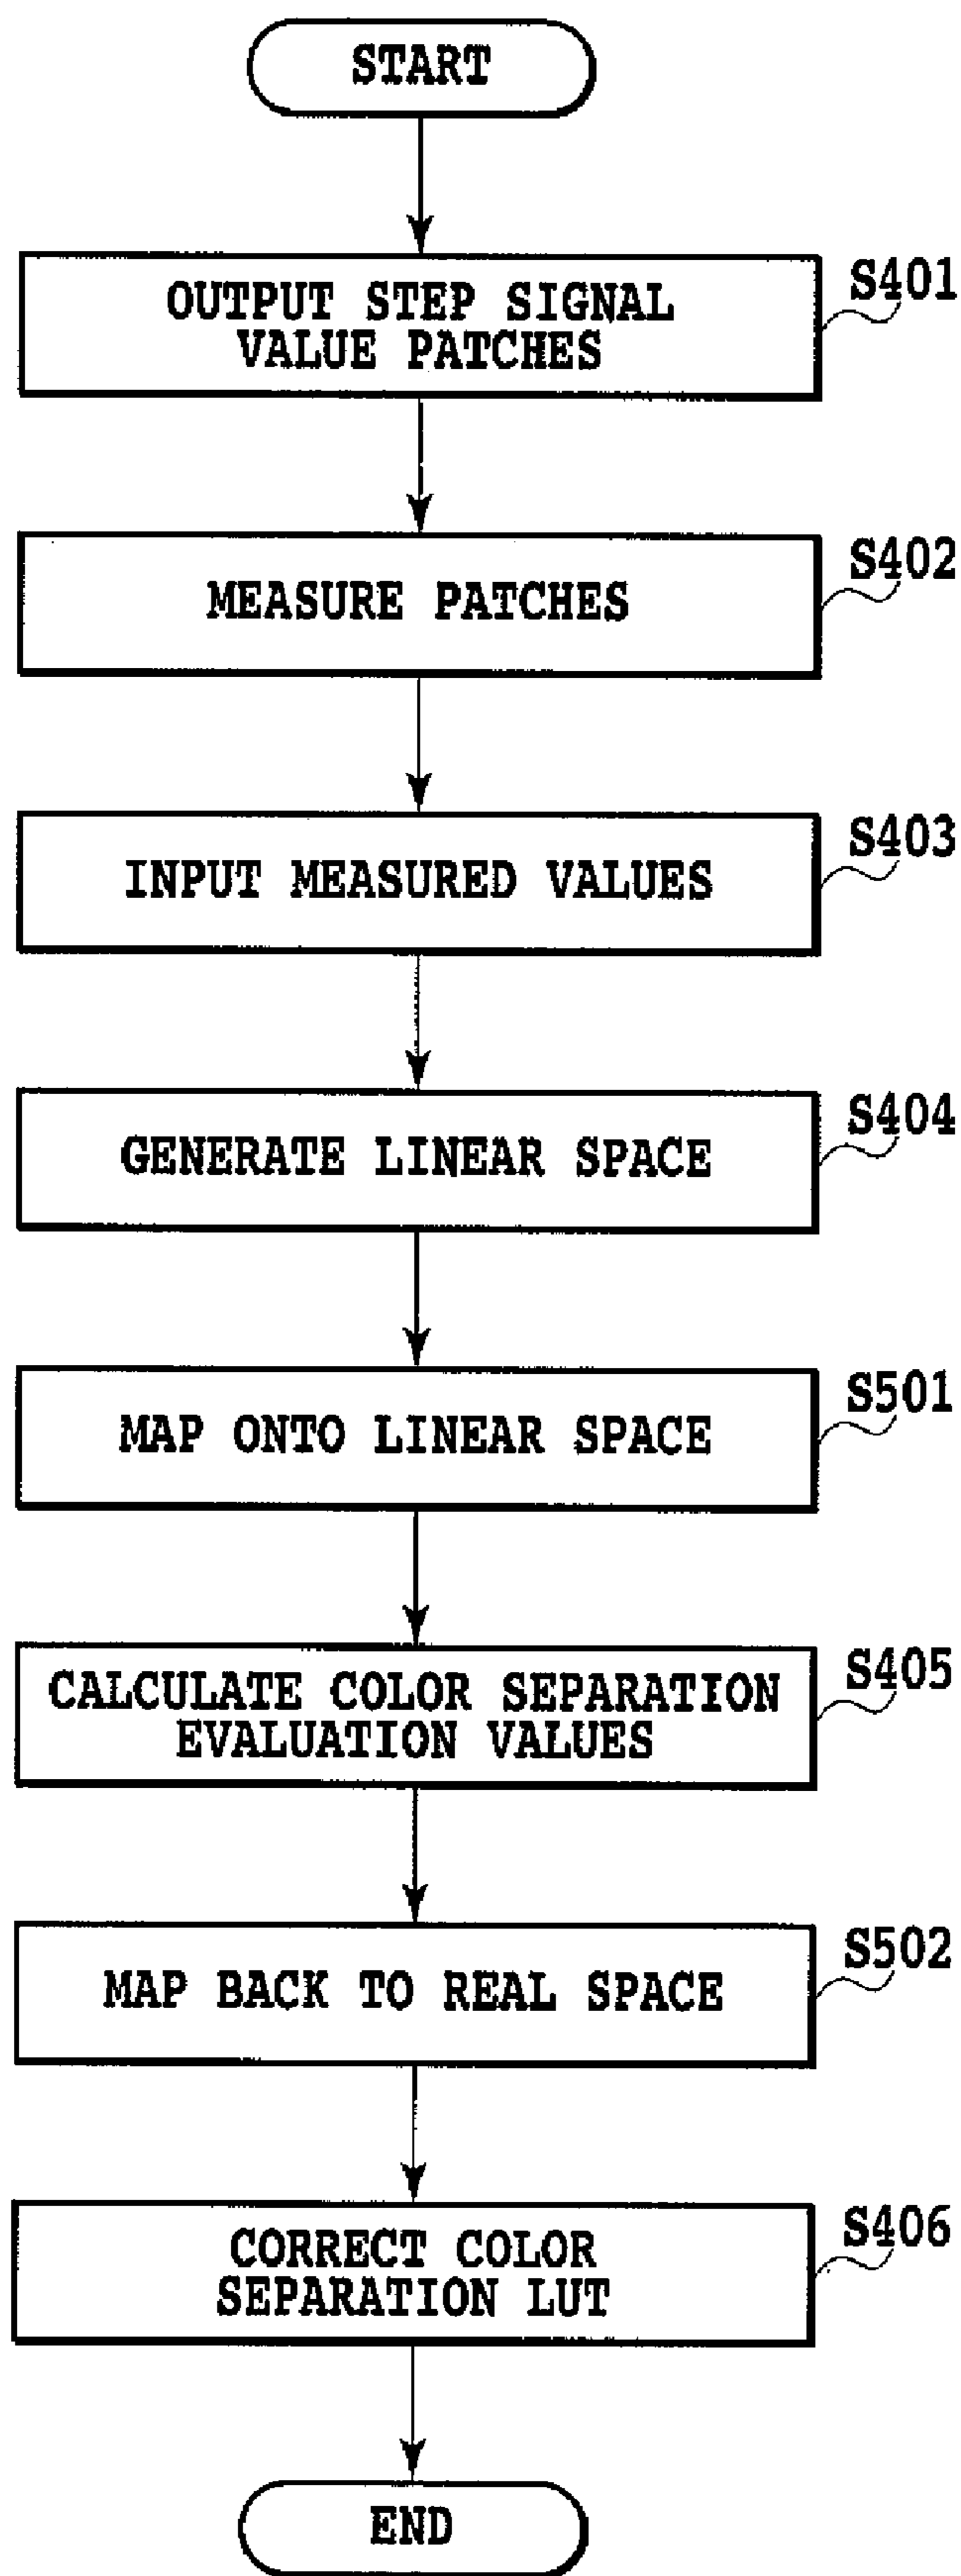 START
S401
OUTPUT STEP SIGNAL
VALUE PATCHES
S402
MEASURE PATCHES
S403
INPUT MEASURED VALUES
S404
GENERATE LINEAR SPACE
S501
MAP ONTO LINEAR SPACE
S405
CALCULATE COLOR SEPARATION
EVALUATION VALUES
S502
MAP BACK TO REAL SPACE
S406
CORRECT COLOR
SEPARATION LUT
END